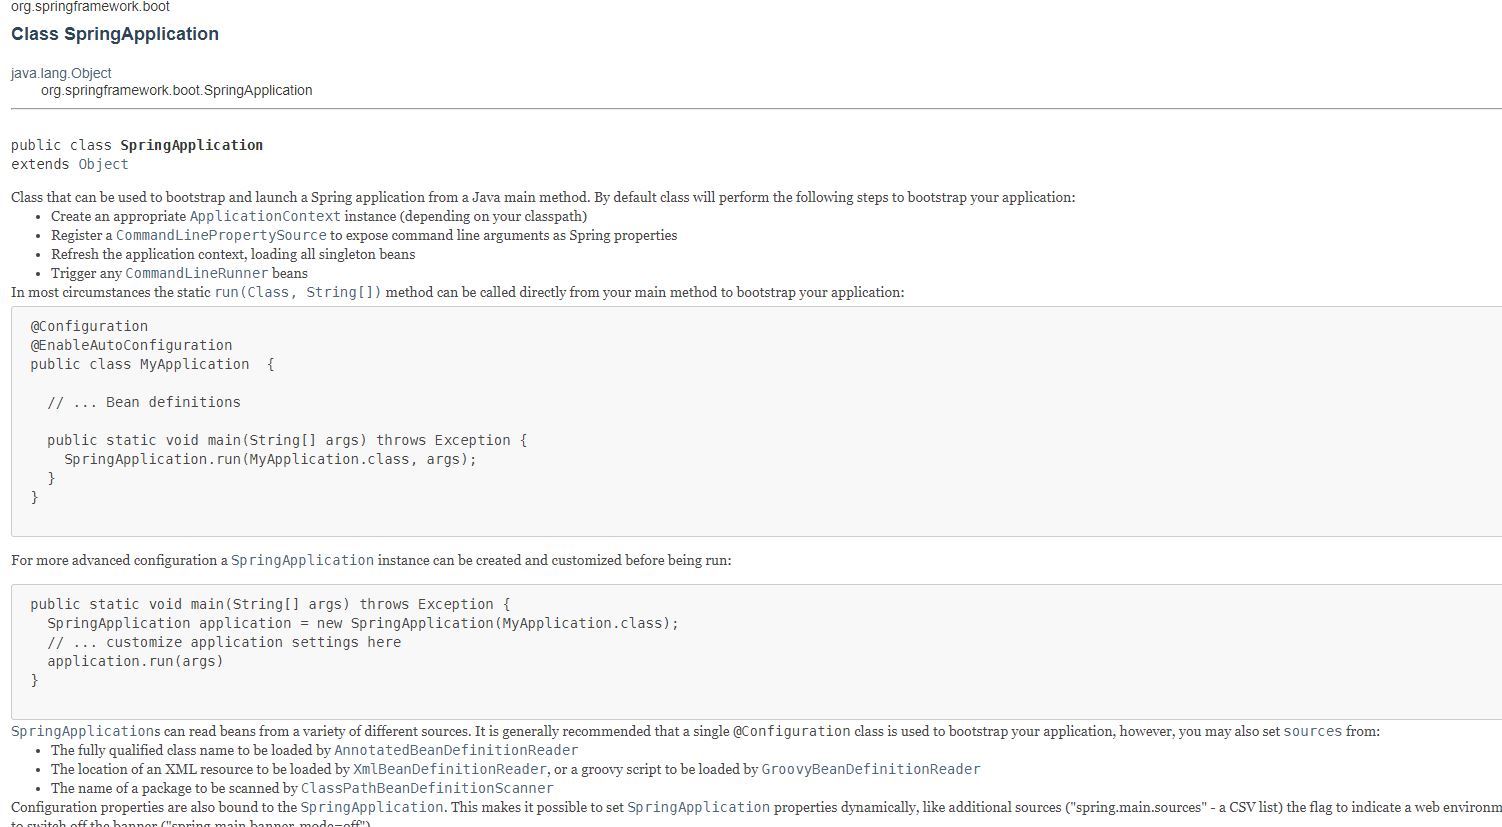 org.springframework.boot
Class SpringApplication
java.lang.Object
org.springframework.boot.SpringApplication
public class SpringApplication
extends Object
Class that can be used to bootstrap and launch a Spring application from a Java main method. By default class will perform the following steps to bootstrap your application:
• Create an appropriate ApplicationContext instance (depending on your classpath)
• Register a CommandLinePropertySource to expose command line arguments as Spring properties
• Refresh the application context, loading all singleton beans
• Trigger any CommandLineRunner beans
In most circumstances the static run(Class, String[]) method can be called directly from your main method to bootstrap your application:
@Configuration
@EnableAutoConfiguration
public class MyApplication  {
// ... Bean definitions
public static void main(String[] args) throws Exception {
SpringApplication.run(MyApplication.class, args);
}
}
For more advanced configuration a SpringApplication instance can be created and customized before being run:
public static void main(String[] args) throws Exception {
SpringApplication application = new SpringApplication(MyApplication.class);
// ... customize application settings here
application.run(args)
}
SpringApplications can read beans from a variety of different sources. It is generally recommended that a single @Configuration class is used to bootstrap your application, however, you may also set sources from:
• The fully qualified class name to be loaded by AnnotatedBeanDefinitionReader
• The location of an XML resource to be loaded by XmlBeanDefinitionReader, or a groovy script to be loaded by GroovyBeanDefinitionReader
• The name of a package to be scanned by ClassPathBeanDefinitionScanner
Configuration properties are also bound to the SpringApplication. This makes it possible to set SpringApplication properties dynamically, like additional sources ("spring.main.sources" - a CSV list) the flag to indicate a web environm
to switch off the banner ("spring.main.banner-mode=off").